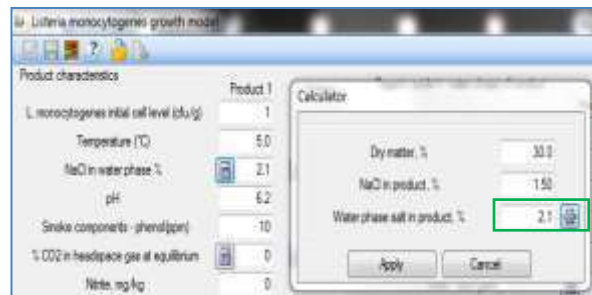 Listeria monocytogenes growth model
?
Product characteristics
Product 1
L. monocytogenes initial cell level (cfu/g) 1
Temperature (°C) 5.0
NaCl in water phase % 2.1
pH 6.2
Smoke components - phenol(ppm) 10
% CO2 in headspace gas at equilibrium 0
Nitrite, mg/kg 0
Calculator
Dry matter, % 30.0
NaCl in product, % 1.50
Water phase salt in product, % 2.1
Apply Cancel